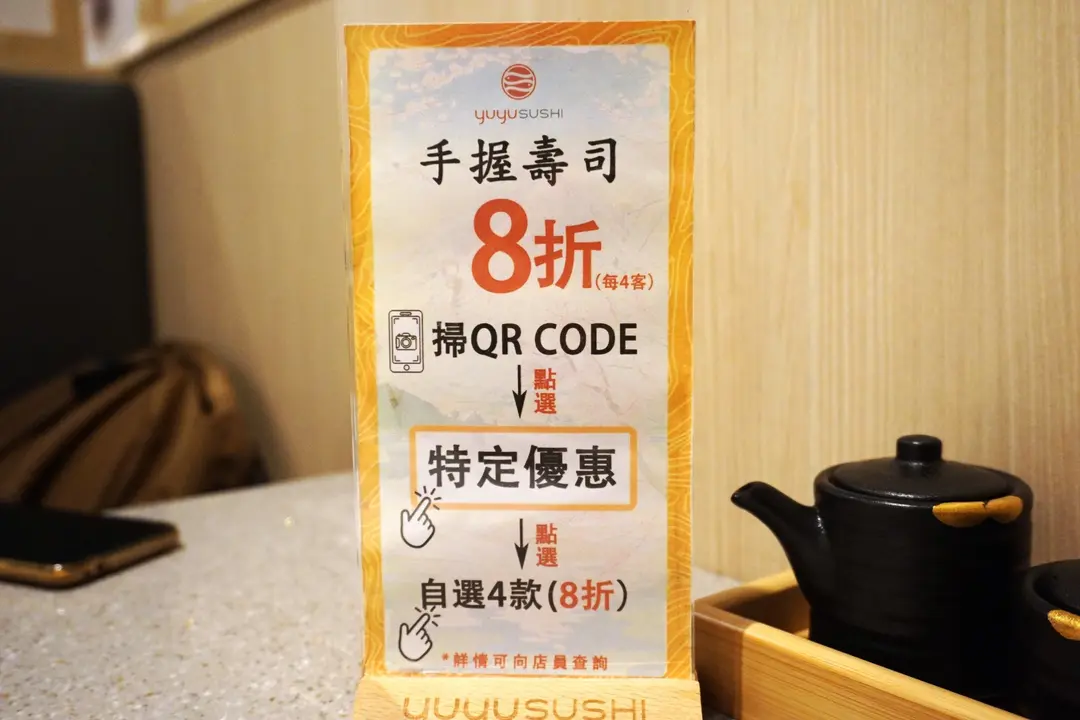 yuyuSUSHI
手握壽司
8折(每4客)
掃QR CODE
點選
特定優惠
點選
自選4款(8折)
*鮮情可向店員查詢
yuyusushi